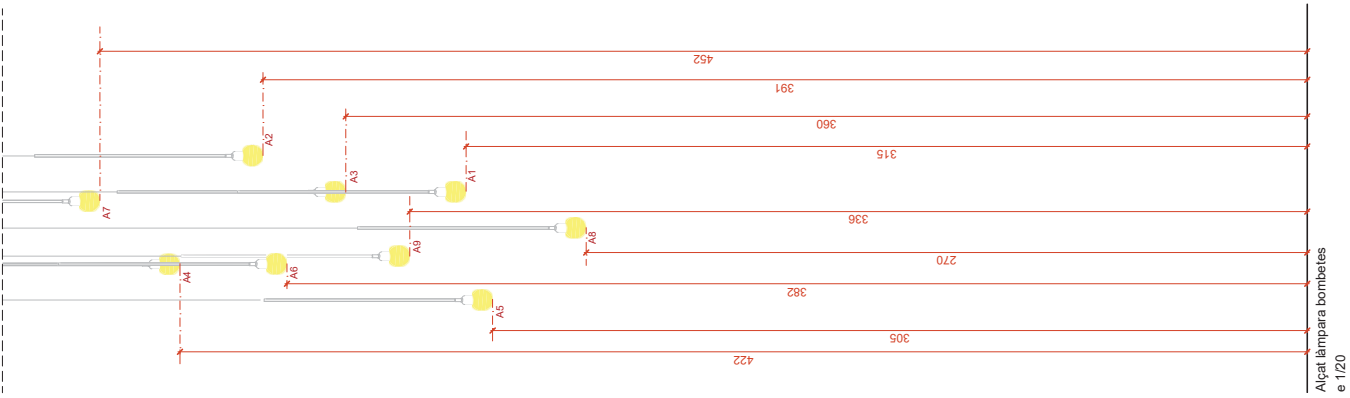 452
391
A2
360
A3
315
A1
A7
336
A9
A8
270
A4
A6
382
A5
305
422
Alçat làmpara bombetes
e 1/20